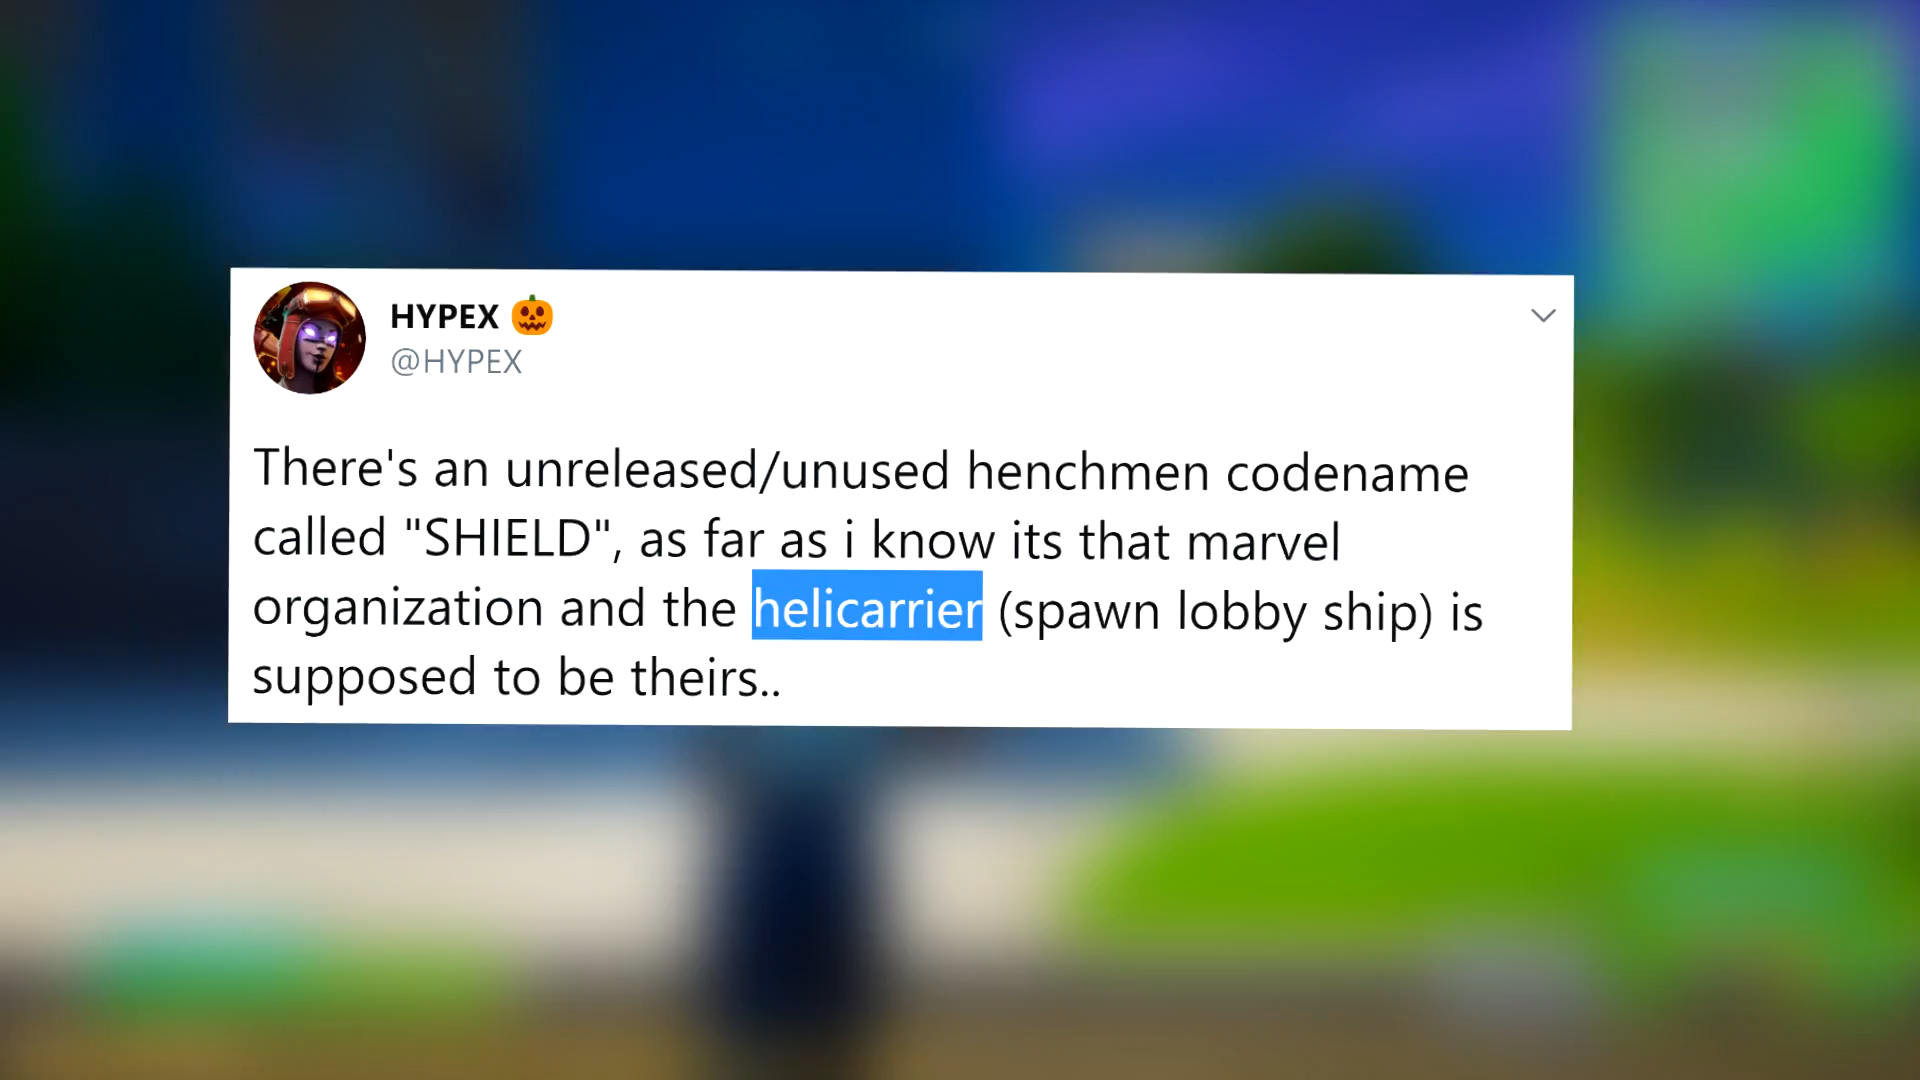 HYPEX 🎃
@HYPEX
There's an unreleased/unused henchmen codename
called "SHIELD", as far as i know its that marvel
organization and the helicarrier (spawn lobby ship) is
supposed to be theirs..